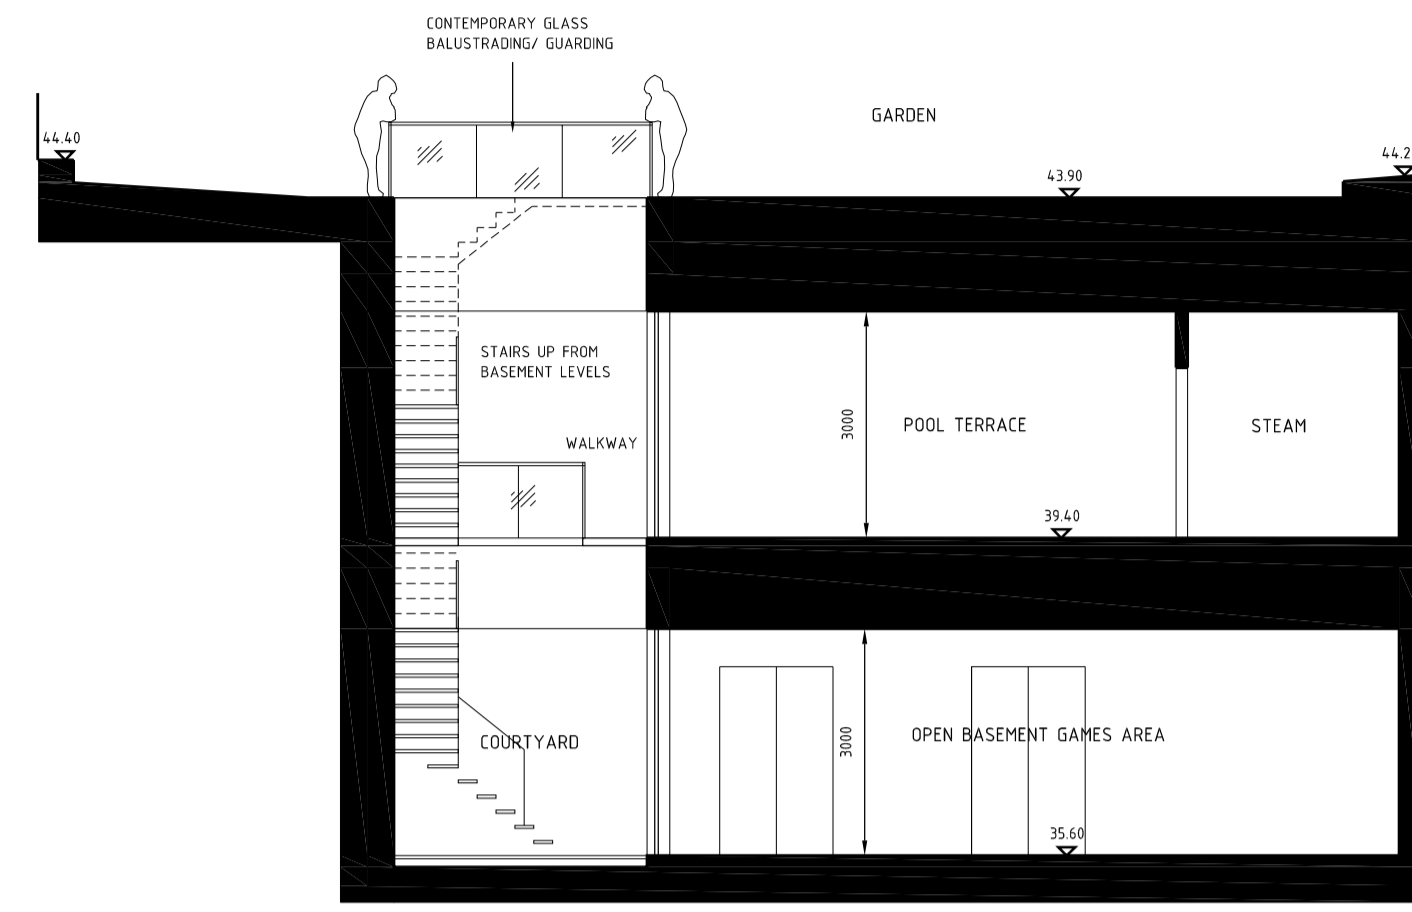 CONTEMPORARY GLASS
BALUSTRADING/ GUARDING
GARDEN
44.40
44.2
43.90
STAIRS UP FROM
BASEMENT LEVELS
WALKWAY
3000
POOL TERRACE
STEAM
39.40
COURTYARD
3000
OPEN BASEMENT GAMES AREA
35.60